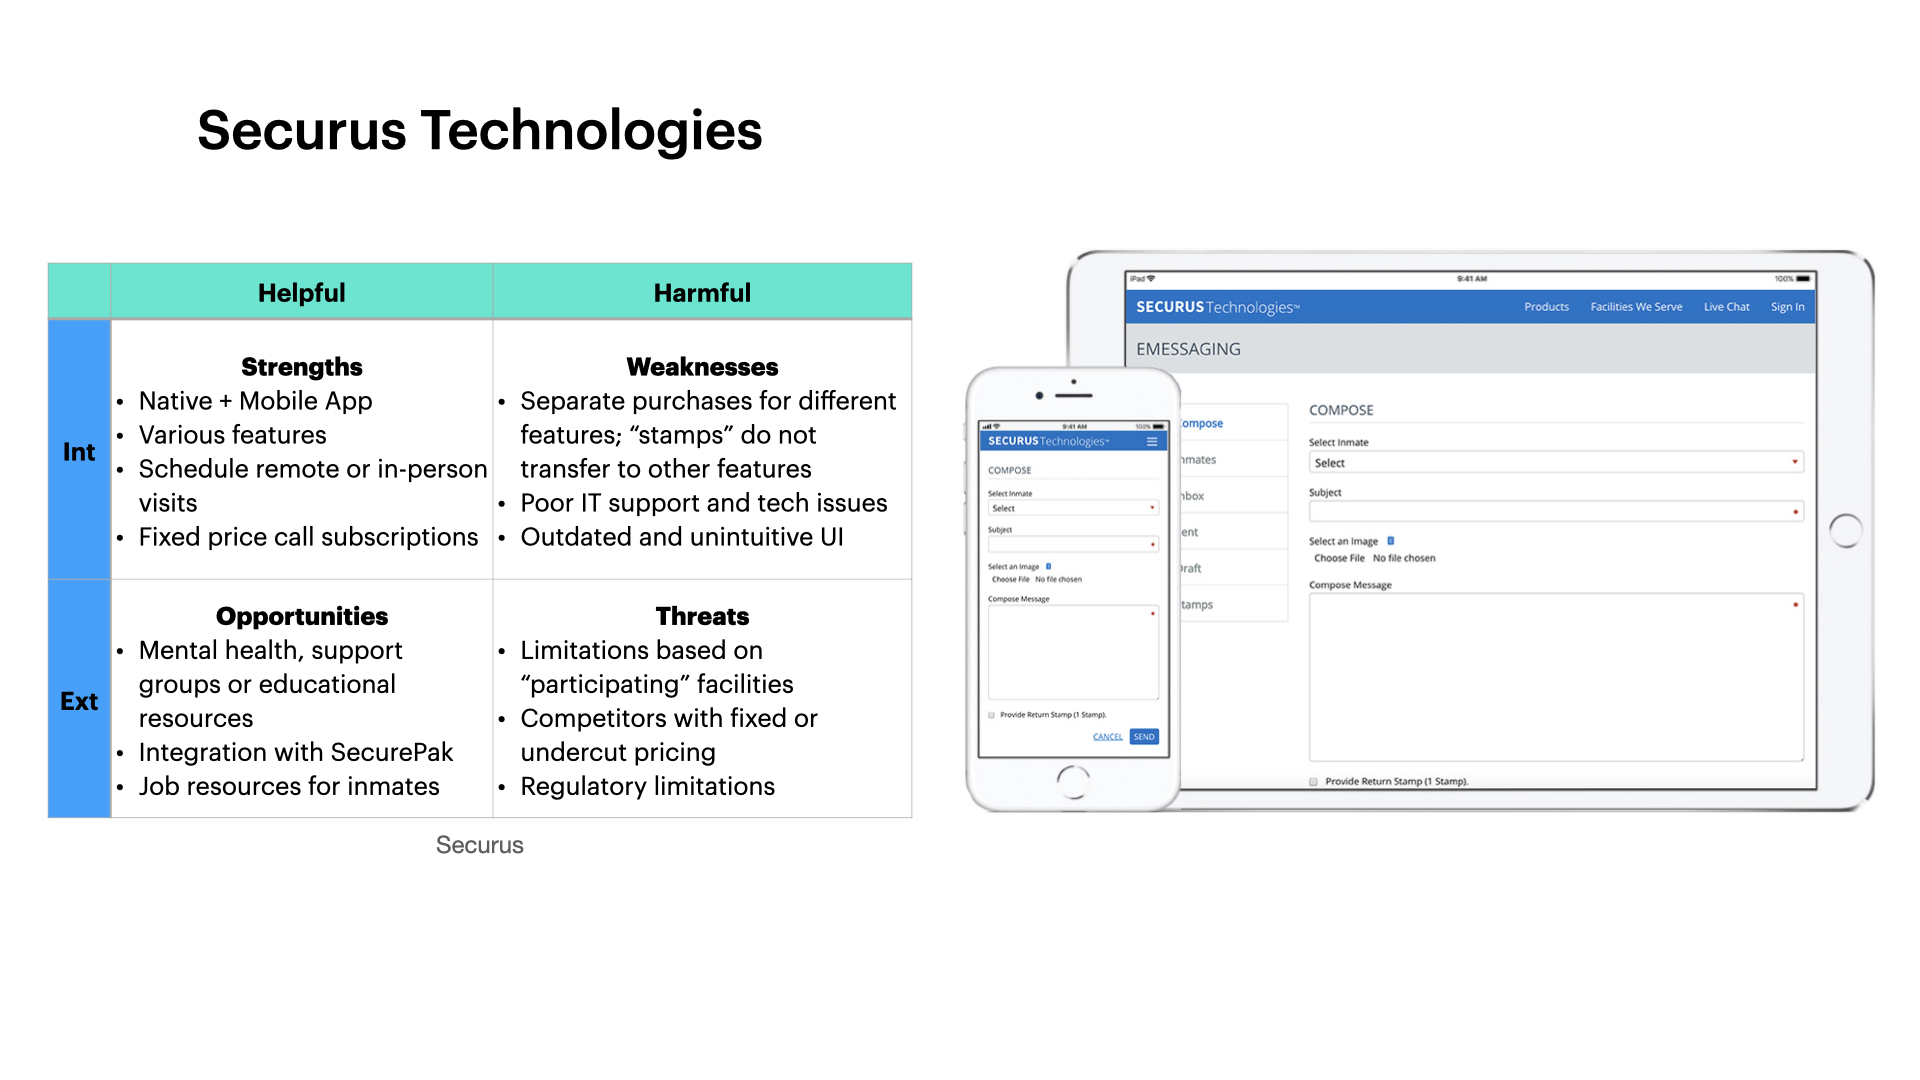 Securus Technologies
Helpful
Harmful
Int
Strengths
• Native + Mobile App
• Various features
• Schedule remote or in-person
visits
• Fixed price call subscriptions
Weaknesses
• Separate purchases for different
features; “stamps” do not
transfer to other features
• Poor IT support and tech issues
• Outdated and unintuitive UI
Ext
Opportunities
• Mental health, support
groups or educational
resources
• Integration with SecurePak
• Job resources for inmates
Threats
• Limitations based on
“participating” facilities
• Competitors with fixed or
undercut pricing
• Regulatory limitations
Securus
9:41 AM
100%
SECURUS Technologies
COMPOSE
Select Inmate
Select
Subject
Select an Image
Choose File No file chosen
Compose Message
Provide Return Stamp (1 Stamp).
CANCEL SEND
iPad
9:41 AM
100%
SECURUS Technologies™
Products Facilities We Serve Live Chat Sign In
EMESSAGING
ompose
nmates
nbox
ent
raft
tamps
COMPOSE
Select Inmate
Select
Subject
Select an Image
Choose File No file chosen
Compose Message
Provide Return Stamp (1 Stamp).